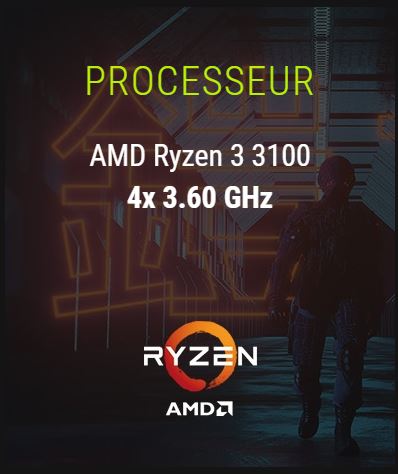 PROCESSEUR
AMD Ryzen 3 3100
4x 3.60 GHz
RYZEN
AMD